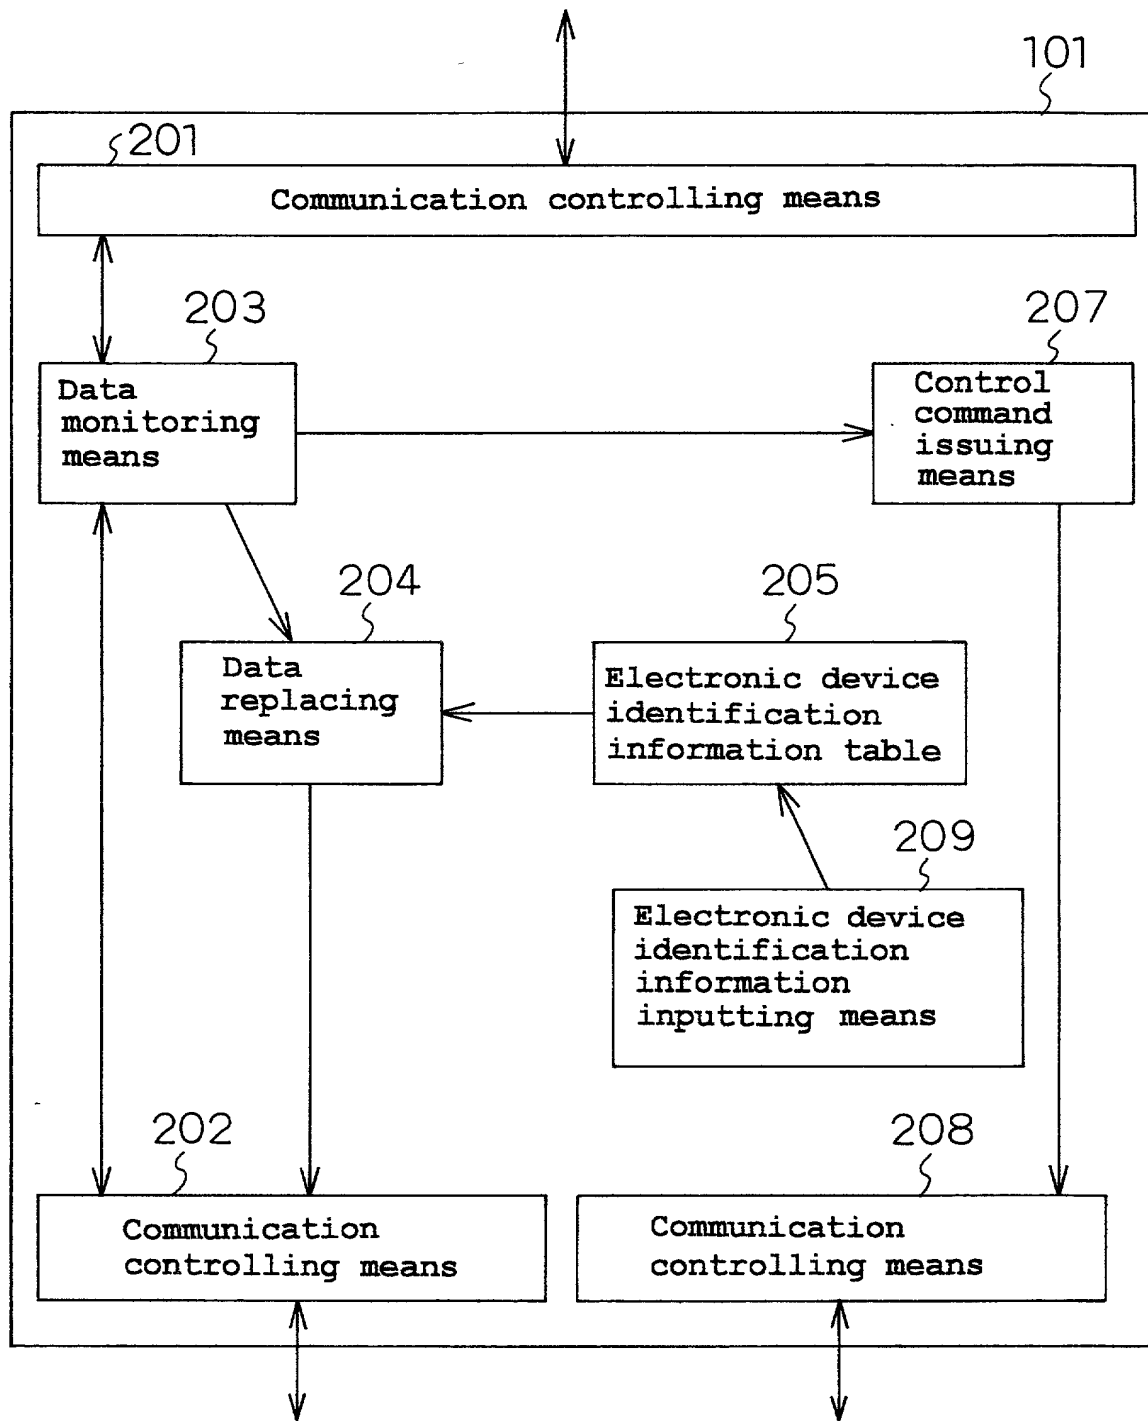 101
201
Communication controlling means
203
207
Data
monitoring
means
Control
command
issuing
means
204
205
Data
replacing
means
Electronic device
identification
information table
209
Electronic device
identification
information
inputting means
202
208
Communication
controlling means
Communication
controlling means